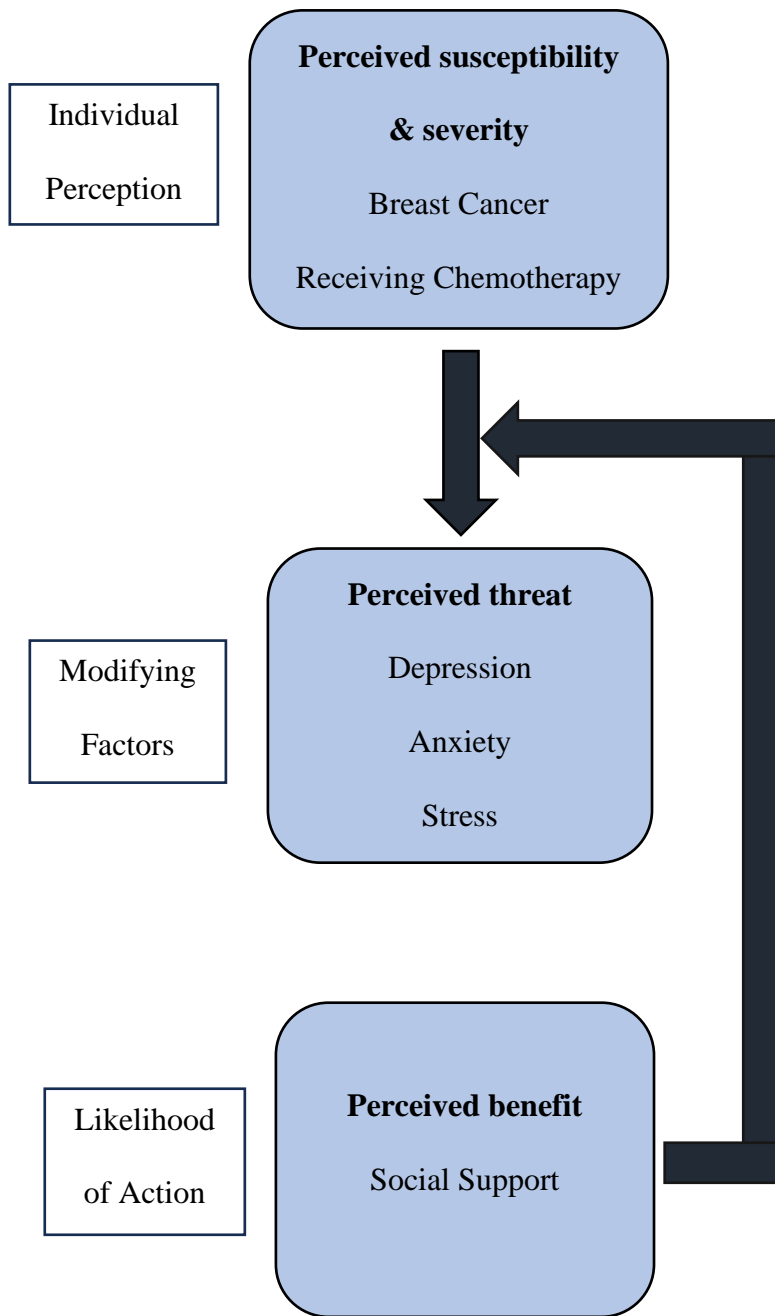 Individual
Perception
Perceived susceptibility
& severity
Breast Cancer
Receiving Chemotherapy
Modifying
Factors
Perceived threat
Depression
Anxiety
Stress
Likelihood
of Action
Perceived benefit
Social Support